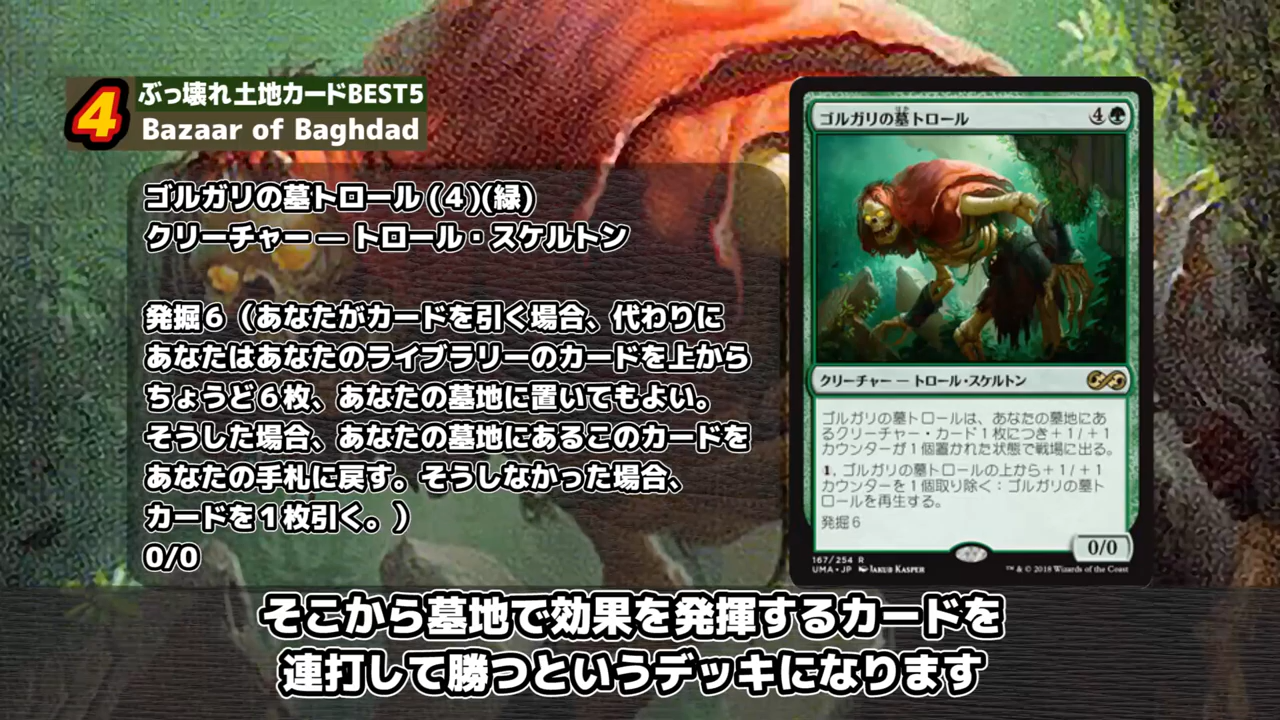 4
ぶっ壊れ土地カードBEST5
Bazaar of Baghdad
ゴルガリの墓トロール (４)(緑)
クリーチャー ― トロール・スケルトン
発掘６（あなたがカードを引く場合、代わりに
あなたはあなたのライブラリーのカードを上から
ちょうど６枚、あなたの墓地に置いてもよい。
そうした場合、あなたの墓地にあるこのカードを
あなたの手札に戻す。そうしなかった場合、
カードを１枚引く。）
0/0
ゴルガリの墓トロール 4
クリーチャー ― トロール・スケルトン
ゴルガリの墓トロールは、あなたの墓地にあ
るクリーチャー・カード１枚につき＋１/＋１
カウンターが１個置かれた状態で戦場に出る。
1, ゴルガリの墓トロールの上から＋１/＋１
カウンターを１個取り除く：ゴルガリの墓ト
ロールを再生する。
発掘６
0/0
167/254 R
UMA・JP JAKUB KASPER
™ & © 2018 Wizards of the Coast
そこから墓地で効果を発揮するカードを
連打して勝つというデッキになります